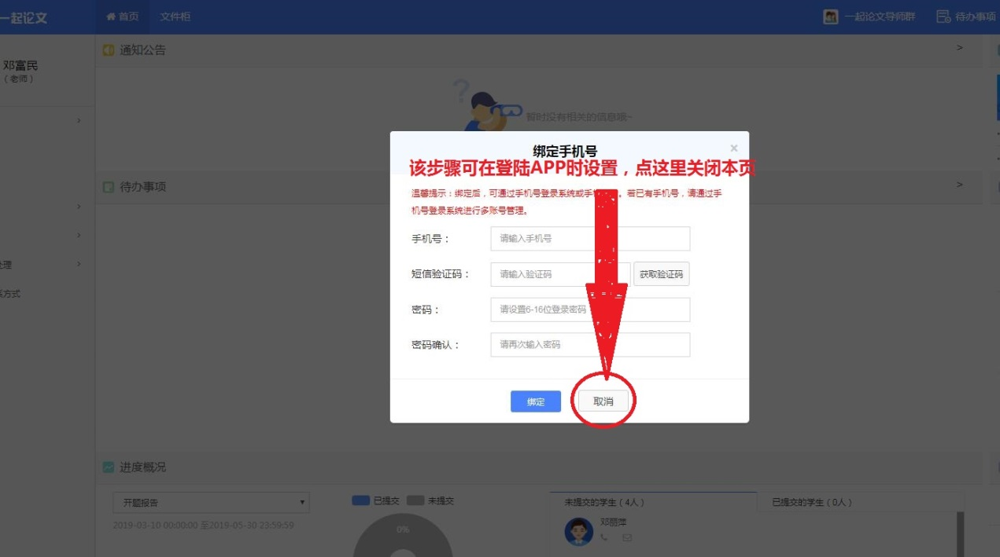 一起论文
首页
文件柜
一起论文导师群
待办事项
邓富民
（老师）
通知公告
>
暂时没有相关的信息哦~
绑定手机号
×
该步骤可在登陆APP时设置，点这里关闭本页
温馨提示：绑定后，可通过手机号登录系统或手机。若已有手机号，请通过手
机号登录系统进行多账号管理。
手机号：
请输入手机号
短信验证码：
请输入验证码
获取验证码
密码：
请设置6-16位登录密码
密码确认：
请再次输入密码
绑定
取消
待办事项
>
理
方式
进度概况
开题报告
2019-03-10 00:00:00 至2019-05-30 23:59:59
已提交
未提交
0%
未提交的学生（4人）
已提交的学生（0人）
邓丽萍